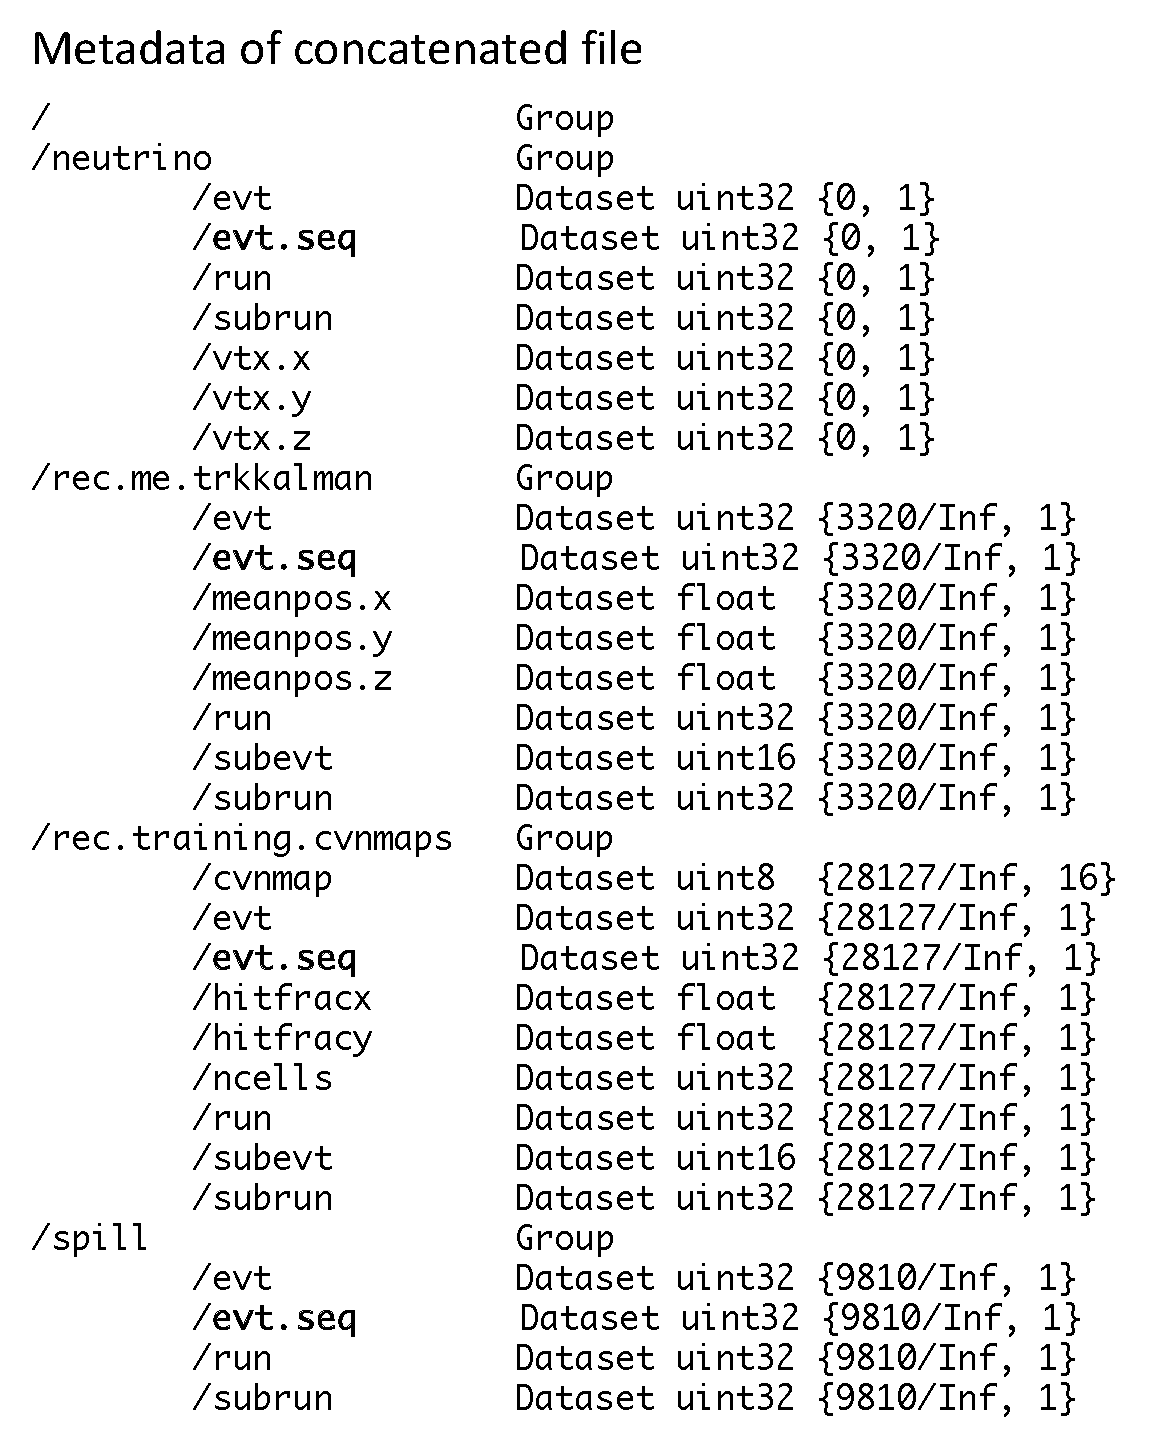 Metadata of concatenated file
/ Group
/neutrino Group
/evt Dataset uint32 {0, 1}
/evt.seq Dataset uint32 {0, 1}
/run Dataset uint32 {0, 1}
/subrun Dataset uint32 {0, 1}
/vtx.x Dataset uint32 {0, 1}
/vtx.y Dataset uint32 {0, 1}
/vtx.z Dataset uint32 {0, 1}
/rec.me.trkkalman Group
/evt Dataset uint32 {3320/Inf, 1}
/evt.seq Dataset uint32 {3320/Inf, 1}
/meanpos.x Dataset float {3320/Inf, 1}
/meanpos.y Dataset float {3320/Inf, 1}
/meanpos.z Dataset float {3320/Inf, 1}
/run Dataset uint32 {3320/Inf, 1}
/subevt Dataset uint16 {3320/Inf, 1}
/subrun Dataset uint32 {3320/Inf, 1}
/rec.training.cvnmaps Group
/cvnmap Dataset uint8 {28127/Inf, 16}
/evt Dataset uint32 {28127/Inf, 1}
/evt.seq Dataset uint32 {28127/Inf, 1}
/hitfracx Dataset float {28127/Inf, 1}
/hitfracy Dataset float {28127/Inf, 1}
/ncells Dataset uint32 {28127/Inf, 1}
/run Dataset uint32 {28127/Inf, 1}
/subevt Dataset uint16 {28127/Inf, 1}
/subrun Dataset uint32 {28127/Inf, 1}
/spill Group
/evt Dataset uint32 {9810/Inf, 1}
/evt.seq Dataset uint32 {9810/Inf, 1}
/run Dataset uint32 {9810/Inf, 1}
/subrun Dataset uint32 {9810/Inf, 1}